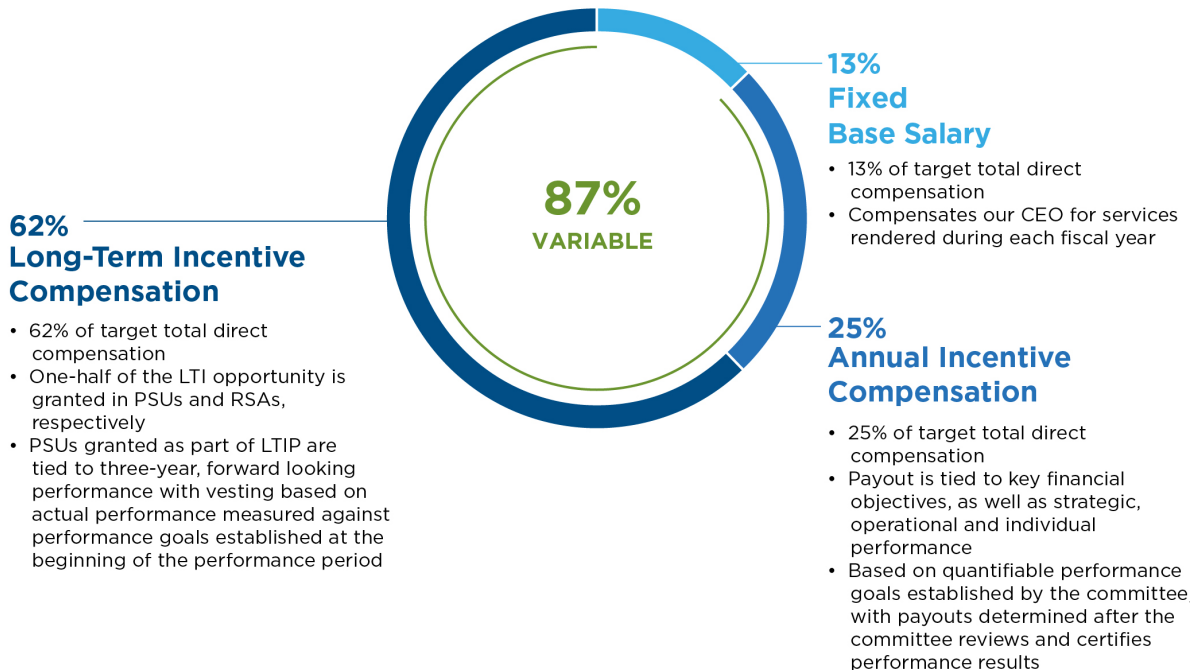 87%
VARIABLE
13%
Fixed
Base Salary
• 13% of target total direct
compensation
• Compensates our CEO for services
rendered during each fiscal year
62%
Long-Term Incentive
Compensation
• 62% of target total direct
compensation
• One-half of the LTI opportunity is
granted in PSUs and RSAs,
respectively
• PSUs granted as part of LTIP are
tied to three-year, forward looking
performance with vesting based on
actual performance measured against
performance goals established at the
beginning of the performance period
25%
Annual Incentive
Compensation
• 25% of target total direct
compensation
• Payout is tied to key financial
objectives, as well as strategic,
operational and individual
performance
• Based on quantifiable performance
goals established by the committee,
with payouts determined after the
committee reviews and certifies
performance results